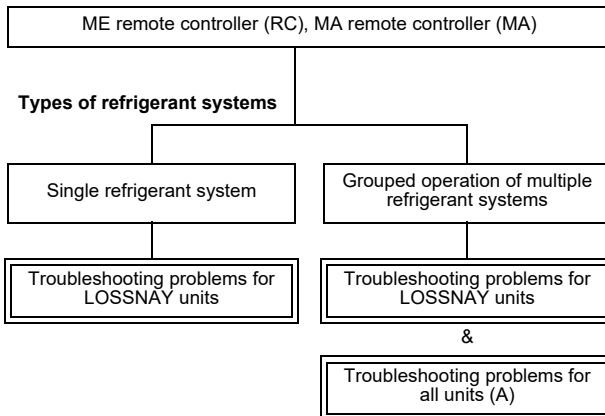 ME remote controller (RC), MA remote controller (MA)
Types of refrigerant systems
Single refrigerant system
Grouped operation of multiple
refrigerant systems
Troubleshooting problems for
LOSSNAY units
Troubleshooting problems for
LOSSNAY units
&
Troubleshooting problems for
all units (A)